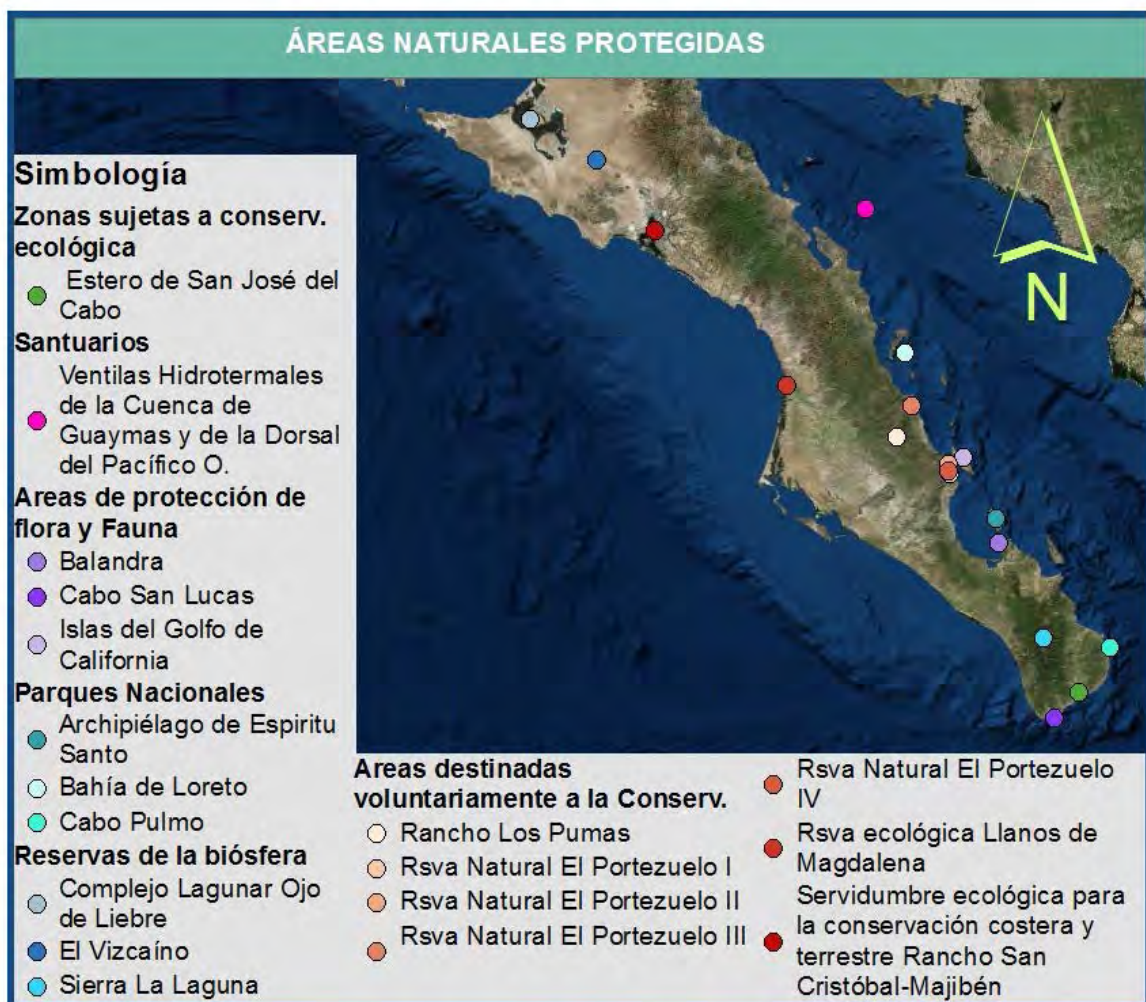 ÁREAS NATURALES PROTEGIDAS
N
Simbología
Zonas sujetas a conserv.
ecológica
Estero de San José del
Cabo
Santuarios
Ventilas Hidrotermales
de la Cuenca de
Guaymas y de la Dorsal
del Pacífico O.
Areas de protección de
flora y Fauna
Balandra
Cabo San Lucas
Islas del Golfo de
California
Parques Nacionales
Archipiélago de Espiritu
Santo
Bahía de Loreto
Cabo Pulmo
Reservas de la biósfera
Complejo Lagunar Ojo
de Liebre
El Vizcaíno
Sierra La Laguna
Areas destinadas
voluntariamente a la Conserv.
Rancho Los Pumas
Rsva Natural El Portezuelo I
Rsva Natural El Portezuelo II
Rsva Natural El Portezuelo III
Rsva Natural El Portezuelo
IV
Rsva ecológica Llanos de
Magdalena
Servidumbre ecológica para
la conservación costera y
terrestre Rancho San
Cristóbal-Majibén